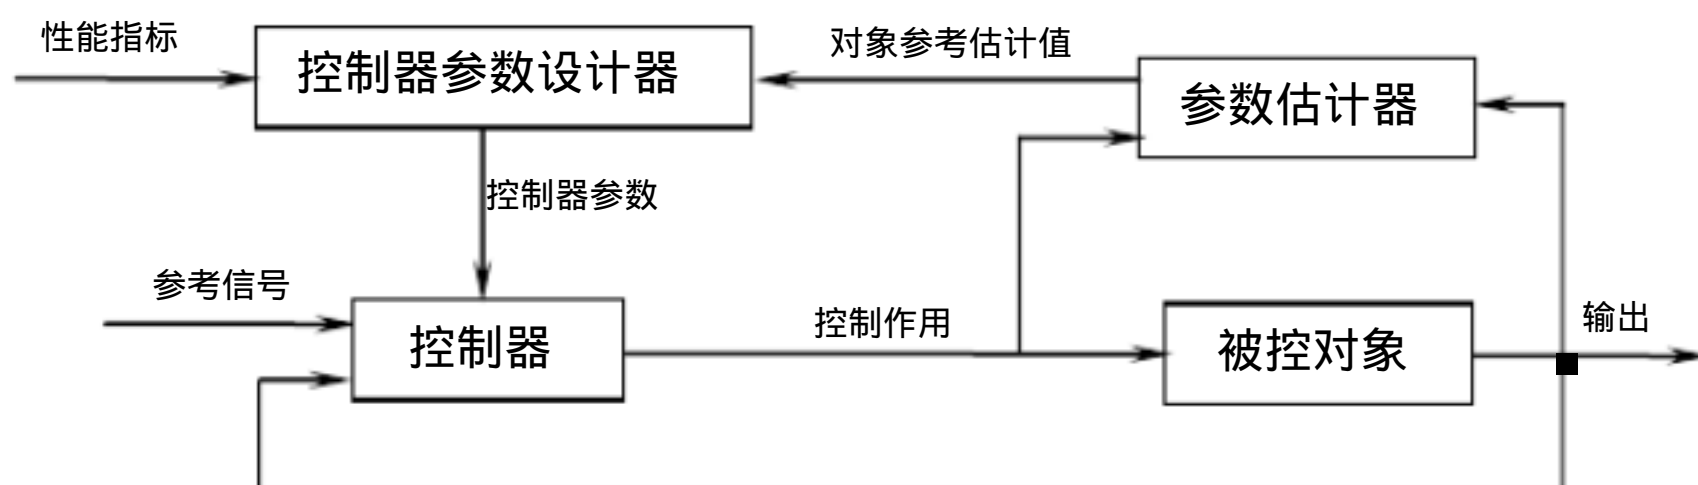 性能指标
控制器参数设计器
对象参考估计值
参数估计器
控制器参数
参考信号
控制器
控制作用
被控对象
输出